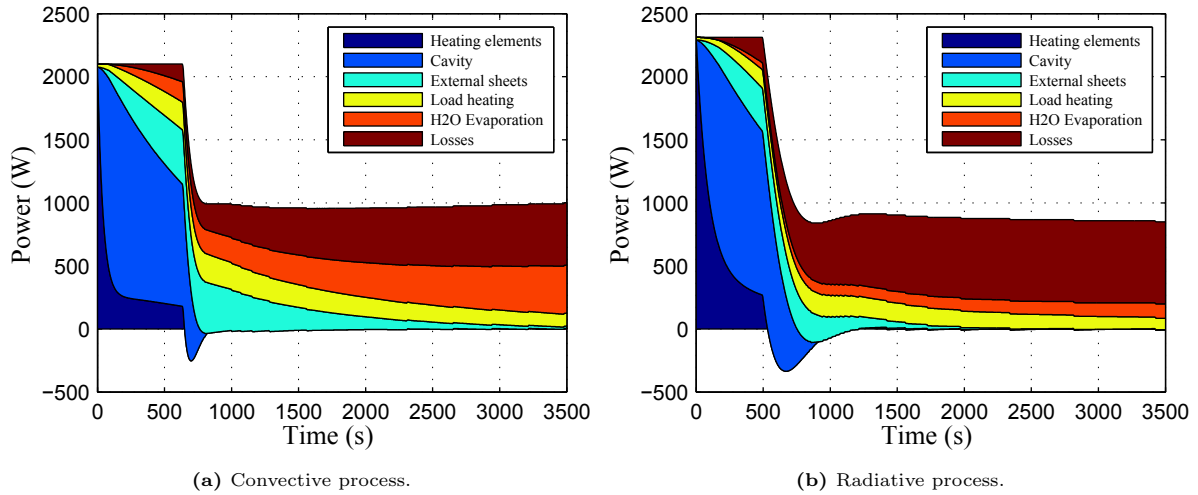 2500
2000
1500
1000
500
0
−500
Power (W)
0 500 1000 1500 2000 2500 3000 3500
Time (s)
Heating elements
Cavity
External sheets
Load heating
H2O Evaporation
Losses
(a) Convective process.
2500
2000
1500
1000
500
0
−500
Power (W)
0 500 1000 1500 2000 2500 3000 3500
Time (s)
Heating elements
Cavity
External sheets
Load heating
H2O Evaporation
Losses
(b) Radiative process.